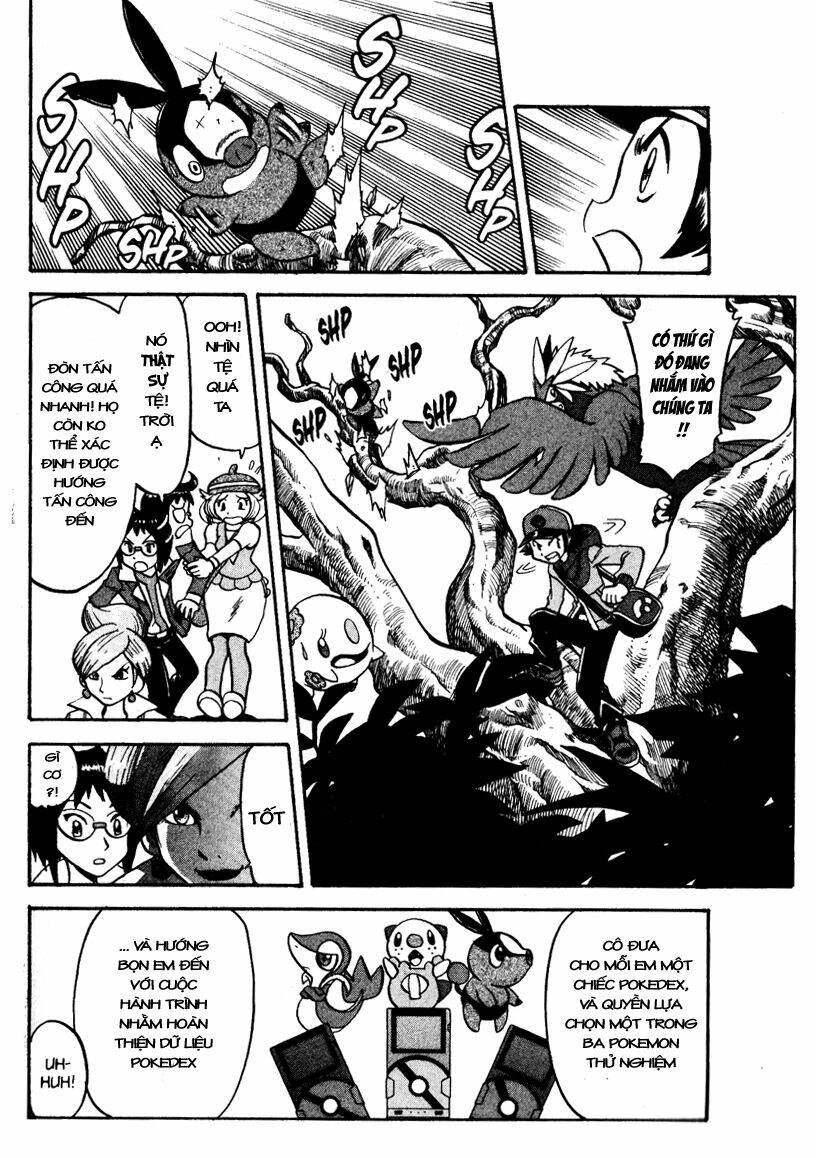 SHP
SHP
SHP
SHP
SHP
CÓ THỨ GÌ
ĐÓ ĐANG
NHẮM VÀO
CHÚNG TA
!!
SHP
SHP
SHP
SHP
OOH!
NHÌN
TỆ
QUÁ
TA
NÓ
THẬT
SỰ
TỆ!
TRỜI
Ạ
ĐÒN TẤN
CÔNG QUÁ
NHANH! HỌ
CÒN KO
THỂ XÁC
ĐỊNH ĐƯỢC
HƯỚNG
TẤN CÔNG
ĐẾN
TỐT
GÌ
CƠ
?!
CÔ ĐƯA
CHO MỖI EM MỘT
CHIẾC POKEDEX,
VÀ QUYỀN LỰA
CHỌN MỘT TRONG
BA POKEMON
THỬ NGHIỆM
... VÀ HƯỚNG
BỌN EM ĐẾN
VỚI CUỘC
HÀNH TRÌNH
NHẰM HOÀN
THIỆN DỮ LIỆU
POKEDEX
UH-
HUH!